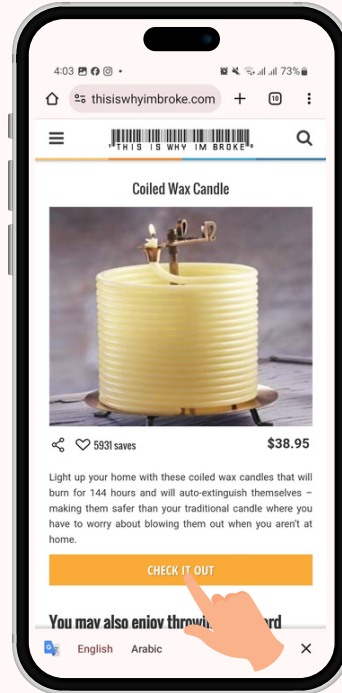 4:03
73%
thisiswhyimbroke.com
10
THIS IS WHY IM BROKE
Coiled Wax Candle
5931 saves
$38.95
Light up your home with these coiled wax candles that will
burn for 144 hours and will auto-extinguish themselves –
making them safer than your traditional candle where you
have to worry about blowing them out when you aren't at
home.
CHECK IT OUT
You may also enjoy
English
Arabic